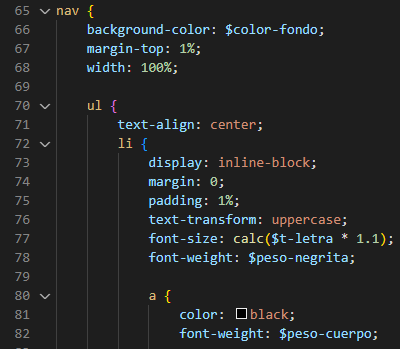 65 nav {
66 background-color: $color-fondo;
67 margin-top: 1%;
68 width: 100%;
69
70 ul {
71 text-align: center;
72 li {
73 display: inline-block;
74 margin: 0;
75 padding: 1%;
76 text-transform: uppercase;
77 font-size: calc($t-letra * 1.1);
78 font-weight: $peso-negrita;
79
80 a {
81 color: black;
82 font-weight: $peso-cuerpo;